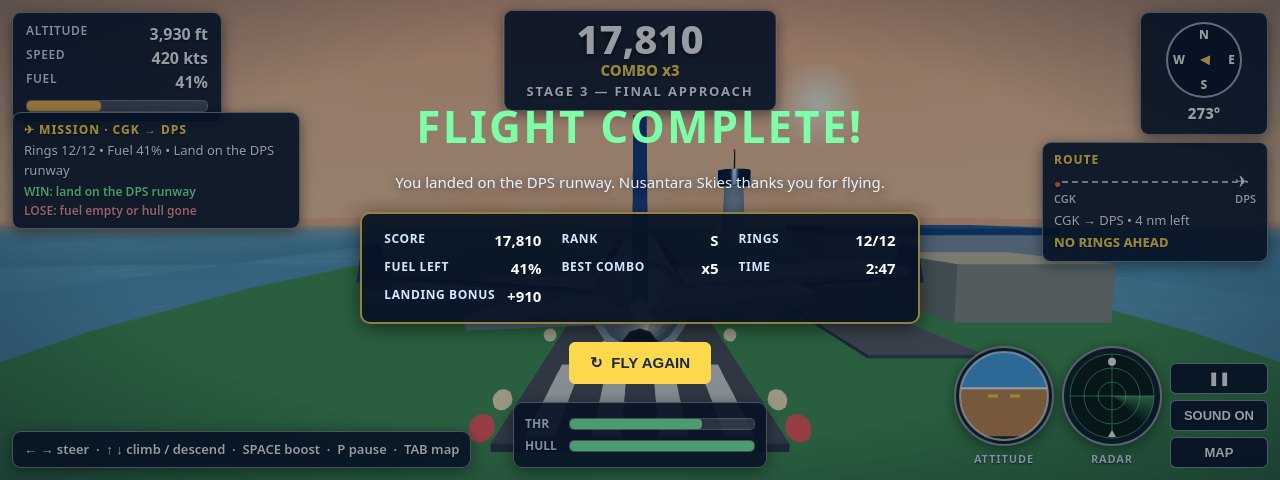 ALTITUDE 3,930 ft
SPEED 420 kts
FUEL 41%
✈ MISSION · CGK → DPS
Rings 12/12 • Fuel 41% • Land on the DPS
runway
WIN: land on the DPS runway
LOSE: fuel empty or hull gone
17,810
COMBO x3
STAGE 3 — FINAL APPROACH
FLIGHT COMPLETE!
You landed on the DPS runway. Nusantara Skies thanks you for flying.
SCORE 17,810 RANK S RINGS 12/12
FUEL LEFT 41% BEST COMBO x5 TIME 2:47
LANDING BONUS +910
↻ FLY AGAIN
N
W E
S
273°
ROUTE
CGK DPS
CGK → DPS • 4 nm left
NO RINGS AHEAD
← → steer · ↑ ↓ climb / descend · SPACE boost · P pause · TAB map
THR
HULL
ATTITUDE
RADAR
❚❚
SOUND ON
MAP